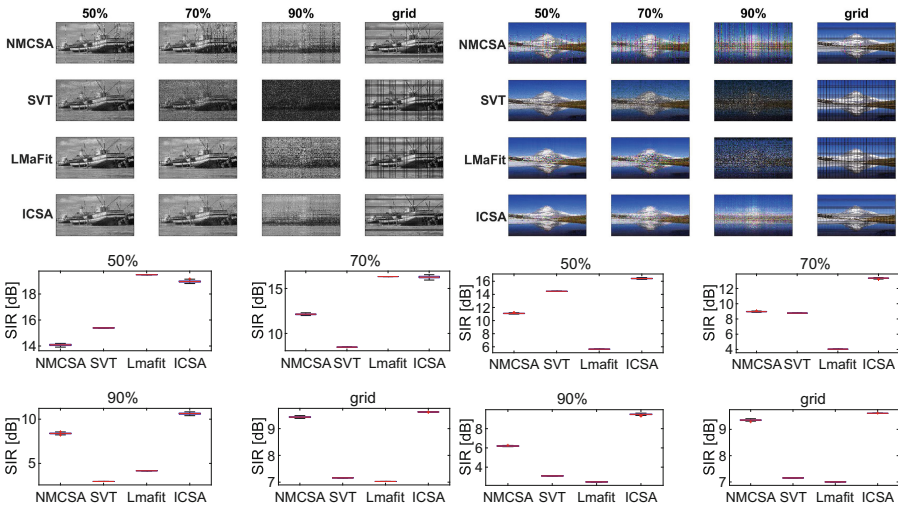 50% 70% 90% grid
NMCSA
SVT
LMaFit
ICSA
50% 70% 90% grid
NMCSA
SVT
LMaFit
ICSA
50%
SIR [dB]
18
16
14
NMCSA SVT Lmafit ICSA
70%
SIR [dB]
15
10
NMCSA SVT Lmafit ICSA
50%
SIR [dB]
16
14
12
10
8
6
NMCSA SVT Lmafit ICSA
70%
SIR [dB]
12
10
8
6
4
NMCSA SVT Lmafit ICSA
90%
SIR [dB]
10
5
NMCSA SVT Lmafit ICSA
grid
SIR [dB]
9
8
7
NMCSA SVT Lmafit ICSA
90%
SIR [dB]
8
6
4
NMCSA SVT Lmafit ICSA
grid
SIR [dB]
9
8
7
NMCSA SVT Lmafit ICSA